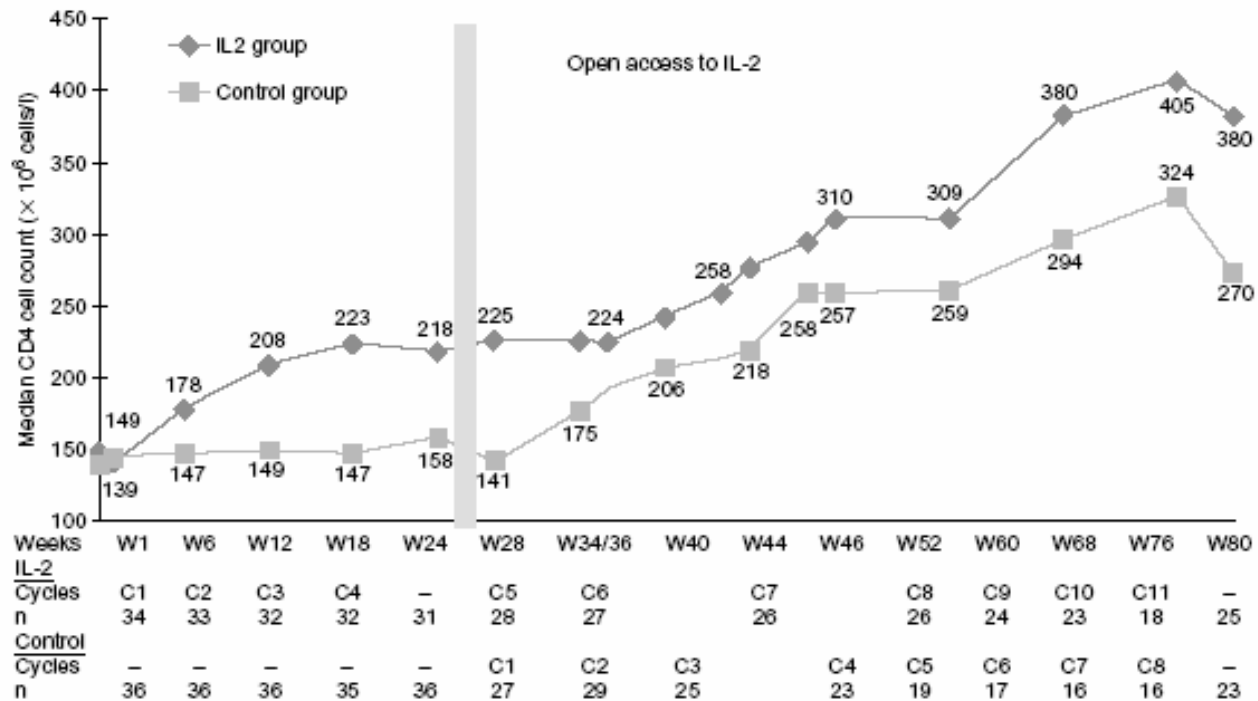 450
IL2 group
Control group
Open access to IL-2
400
350
300
250
200
150
100
Median CD4 cell count (× 10⁶ cells/l)
149 178 208 223 218 225 224 258 310 309 380 405 380
139 147 149 147 158 141 175 206 218 258 257 259 294 324 270
Weeks W1 W6 W12 W18 W24 W28 W34/36 W40 W44 W46 W52 W60 W68 W76 W80
IL-2
Cycles C1 C2 C3 C4 – C5 C6 C7 C8 C9 C10 C11 –
n 34 33 32 32 31 28 27 26 26 24 23 18 25
Control
Cycles – – – – – C1 C2 C3 C4 C5 C6 C7 C8 –
n 36 36 36 35 36 27 29 25 23 19 17 16 16 23